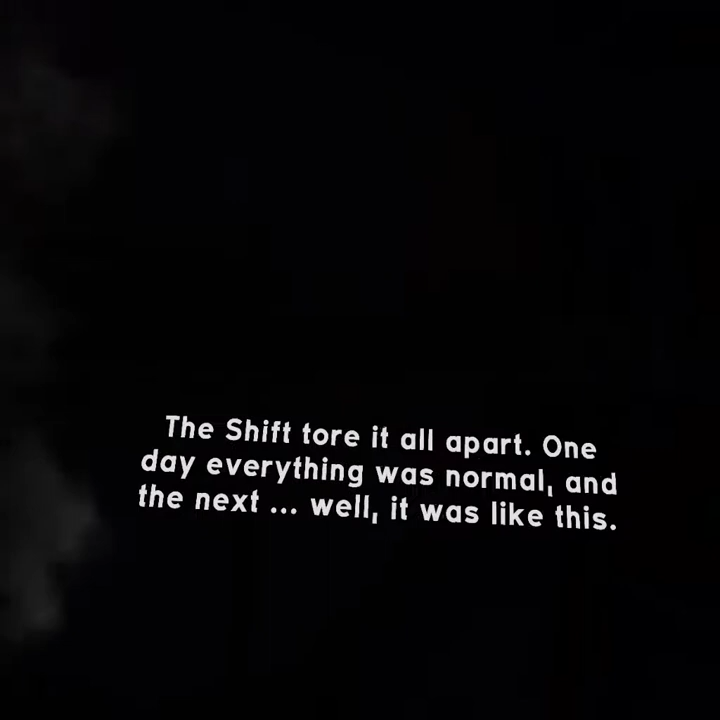 The Shift tore it all apart. One
day everything was normal, and
the next ... well, it was like this.